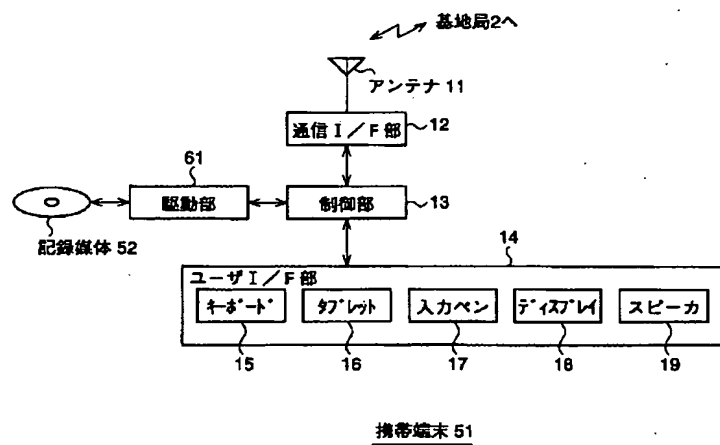 基地局2へ
アンテナ 11
通信 I／F 部
12
61
駆動部
制御部
13
記録媒体 52
14
ユーザ I／F 部
キーボード
タブレット
入力ペン
ディスプレイ
スピーカ
15
16
17
18
19
携帯端末 51